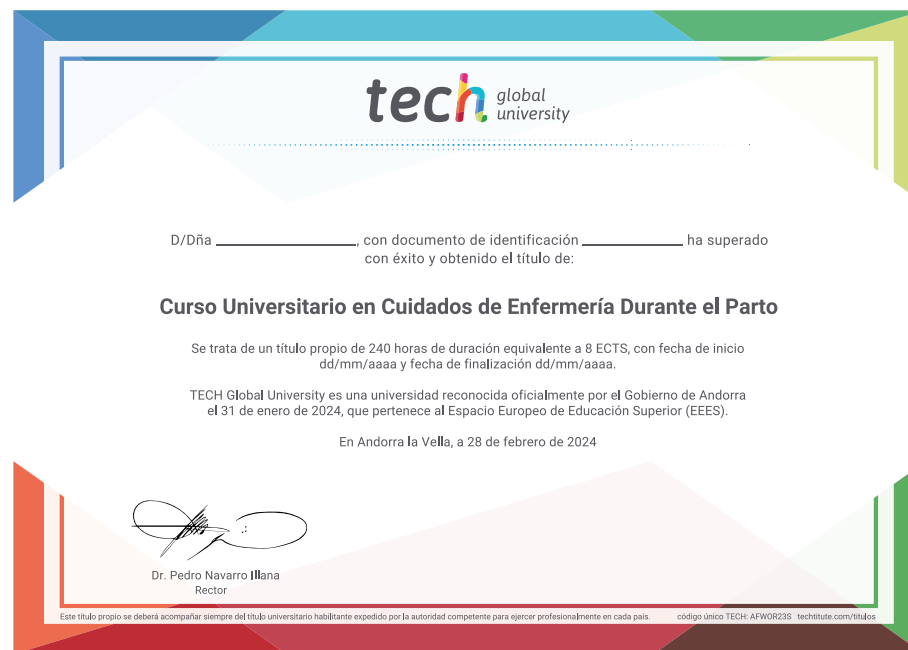 tech global university
D/Dña ____________________, con documento de identificación ______________ ha superado
con éxito y obtenido el título de:
Curso Universitario en Cuidados de Enfermería Durante el Parto
Se trata de un título propio de 240 horas de duración equivalente a 8 ECTS, con fecha de inicio
dd/mm/aaaa y fecha de finalización dd/mm/aaaa.
TECH Global University es una universidad reconocida oficialmente por el Gobierno de Andorra
el 31 de enero de 2024, que pertenece al Espacio Europeo de Educación Superior (EEES).
En Andorra la Vella, a 28 de febrero de 2024
Dr. Pedro Navarro Illana
Rector
Este título propio se deberá acompañar siempre del título universitario habilitante expedido por la autoridad competente para ejercer profesionalmente en cada país. código único TECH: AFWOR23S techtitute.com/titulos